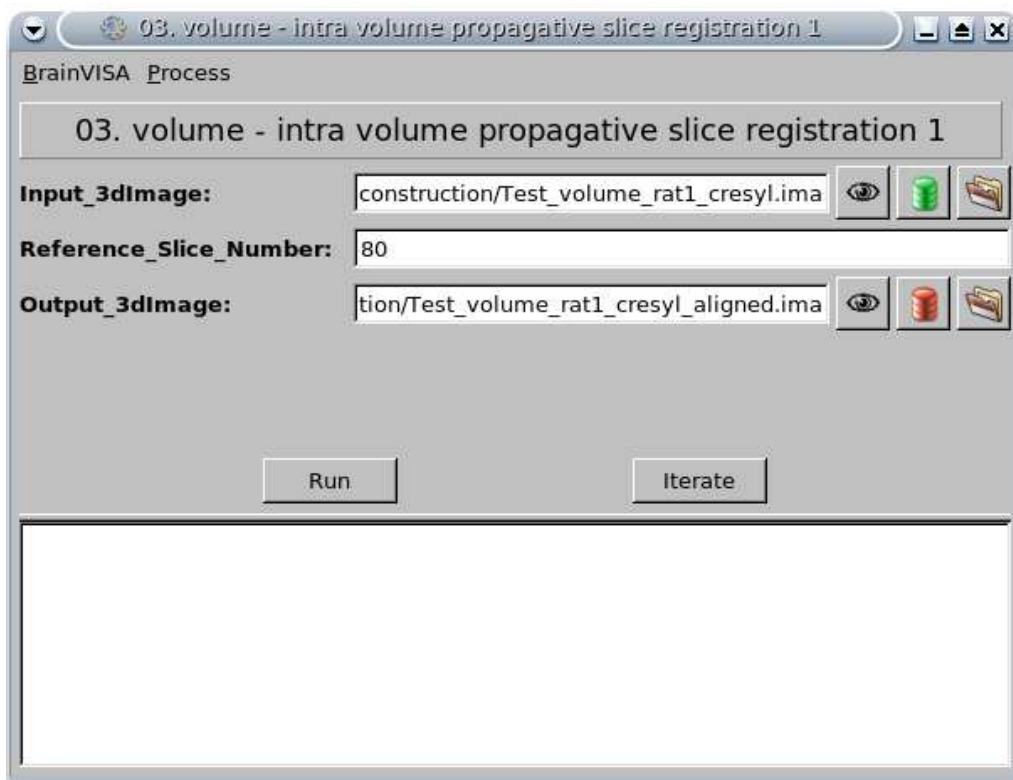 03. volume - intra volume propagative slice registration 1
BrainVISA Process
03. volume - intra volume propagative slice registration 1
Input_3dImage: construction/Test_volume_rat1_cresyl.ima
Reference_Slice_Number: 80
Output_3dImage: tion/Test_volume_rat1_cresyl_aligned.ima
Run Iterate